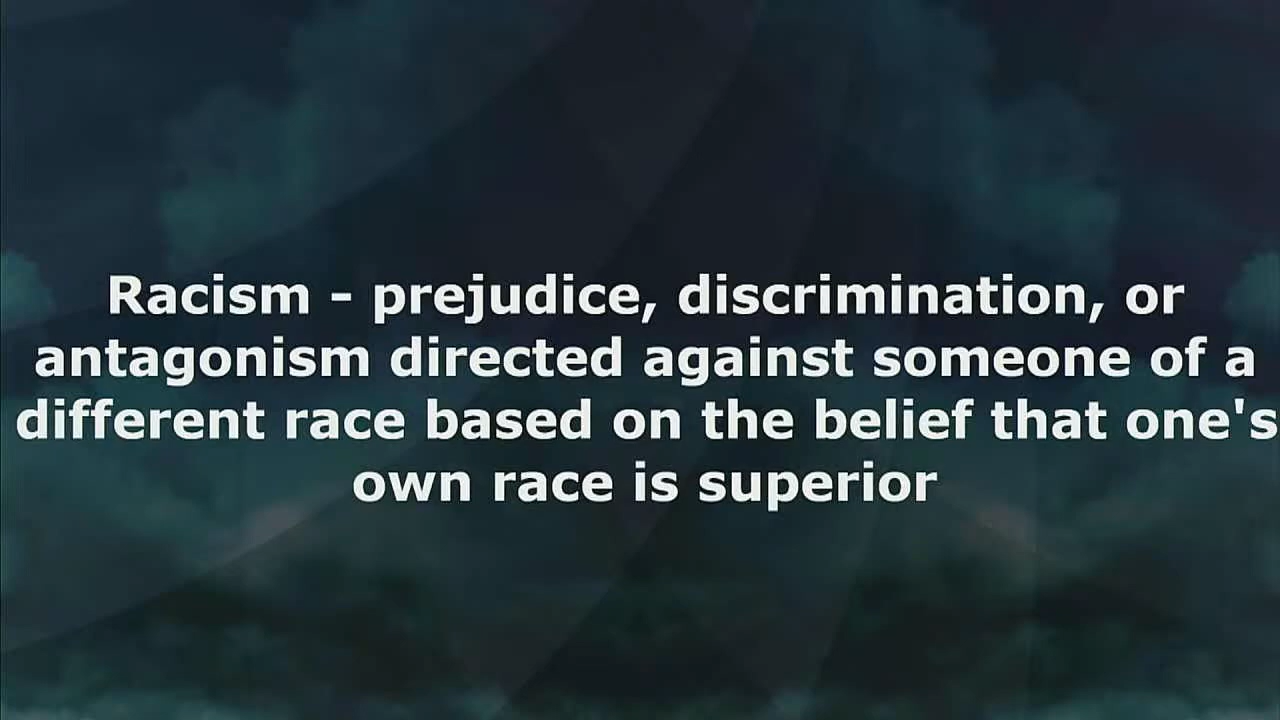 Racism - prejudice, discrimination, or
antagonism directed against someone of a
different race based on the belief that one's
own race is superior